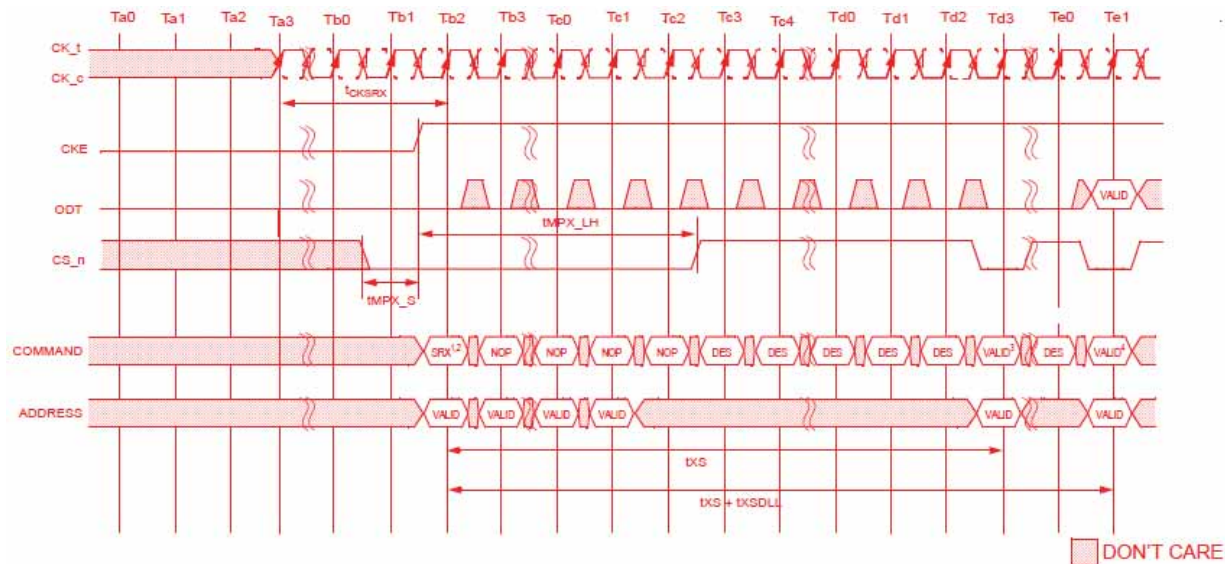 Ta0 Ta1 Ta2 Ta3 Tb0 Tb1 Tb2 Tb3 Tc0 Tc1 Tc2 Tc3 Tc4 Td0 Td1 Td2 Td3 Te0 Te1
CK_t
CK_c
tCKSRX
CKE
ODT
VALID
tMPX_LH
CS_n
tMPX_S
COMMAND SRX1,2 NOP NOP NOP NOP DES DES DES DES DES VALID3 DES VALID4
ADDRESS VALID VALID VALID VALID VALID VALID
tXS
tXS + tXSDLL
DON'T CARE